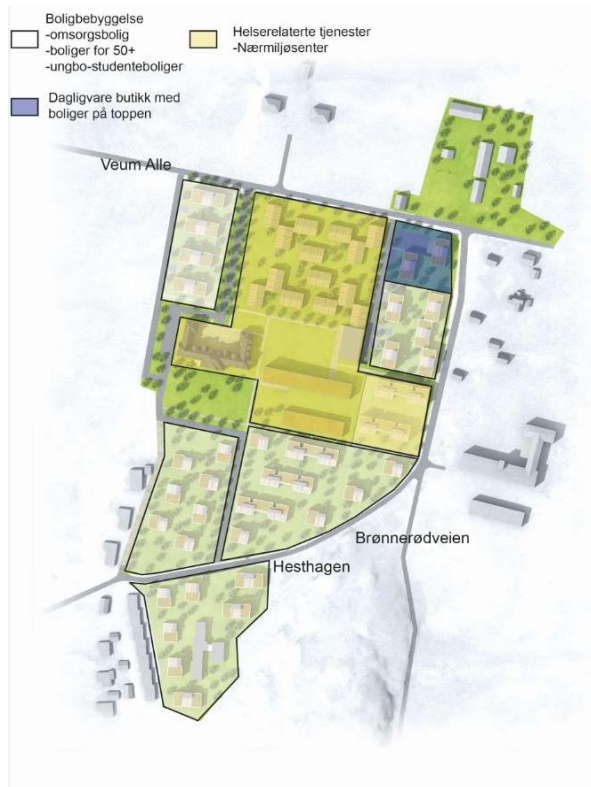 Boligbebyggelse
-omsorgsbolig
-boliger for 50+
-ungbo-studenteboliger
Helserelaterte tjenester
-Nærmiljøsenter
Dagligvare butikk med
boliger på toppen
Veum Alle
Brønnerødveien
Hesthagen